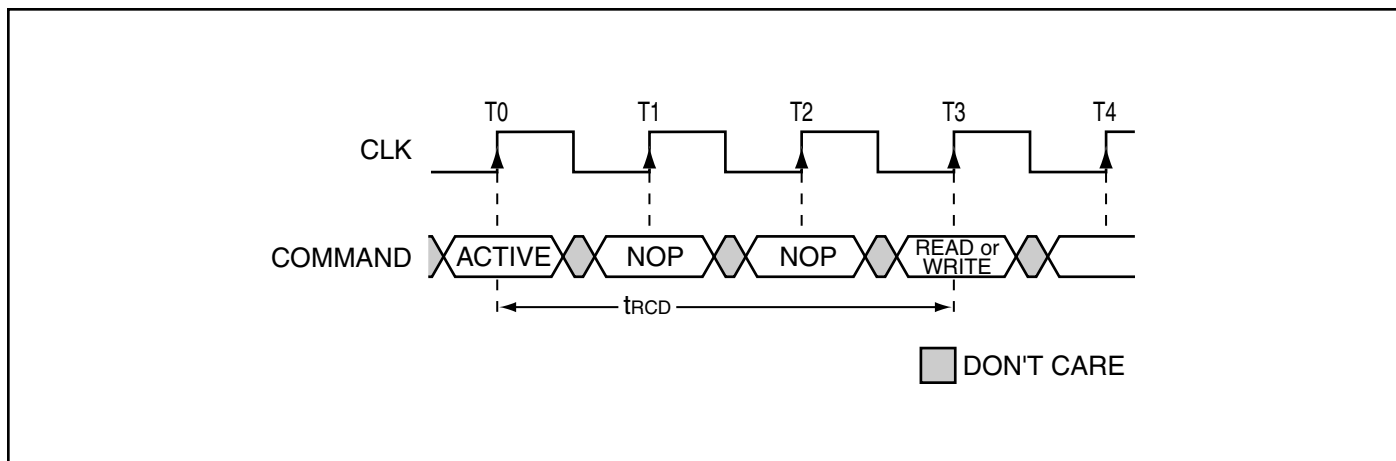 T0 T1 T2 T3 T4
CLK
COMMAND ACTIVE NOP NOP READ or
WRITE
tRCD
DON'T CARE